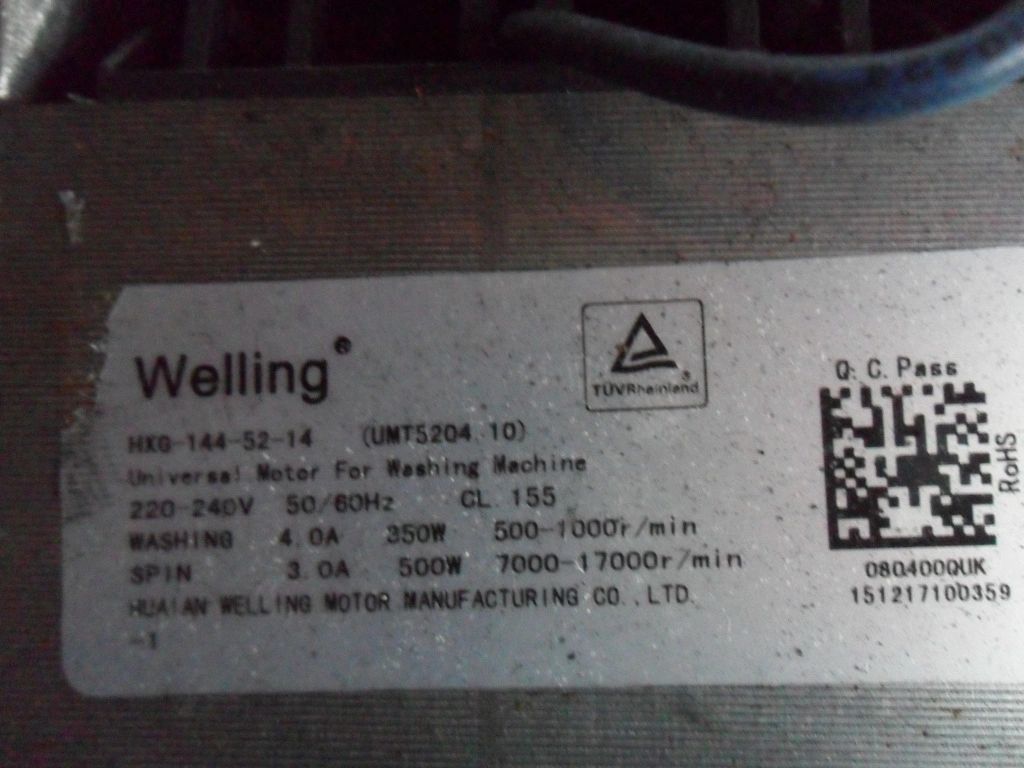 Welling®
TÜVRheinland®
HXG-144-52-14 (UMT5204.10)
Universal Motor For Washing Machine
220-240V 50/60Hz CL.155
WASHING 4.0A 350W 500-1000r/min
SPIN 3.0A 500W 7000-17000r/min
HUAIAN WELLING MOTOR MANUFACTURING CO.,LTD.
-1
Q.C.Pass
RoHS
080400QUK
151217100359